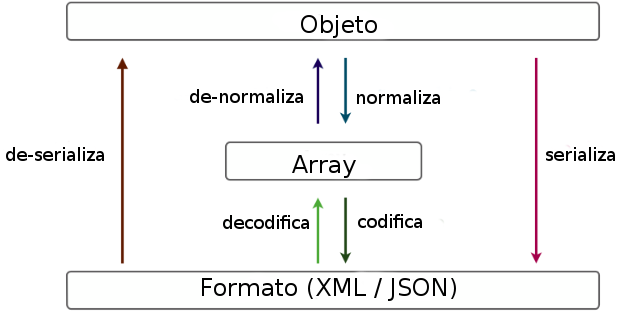 Objeto
de-normaliza
normaliza
de-serializa
Array
serializa
decodifica
codifica
Formato (XML / JSON)